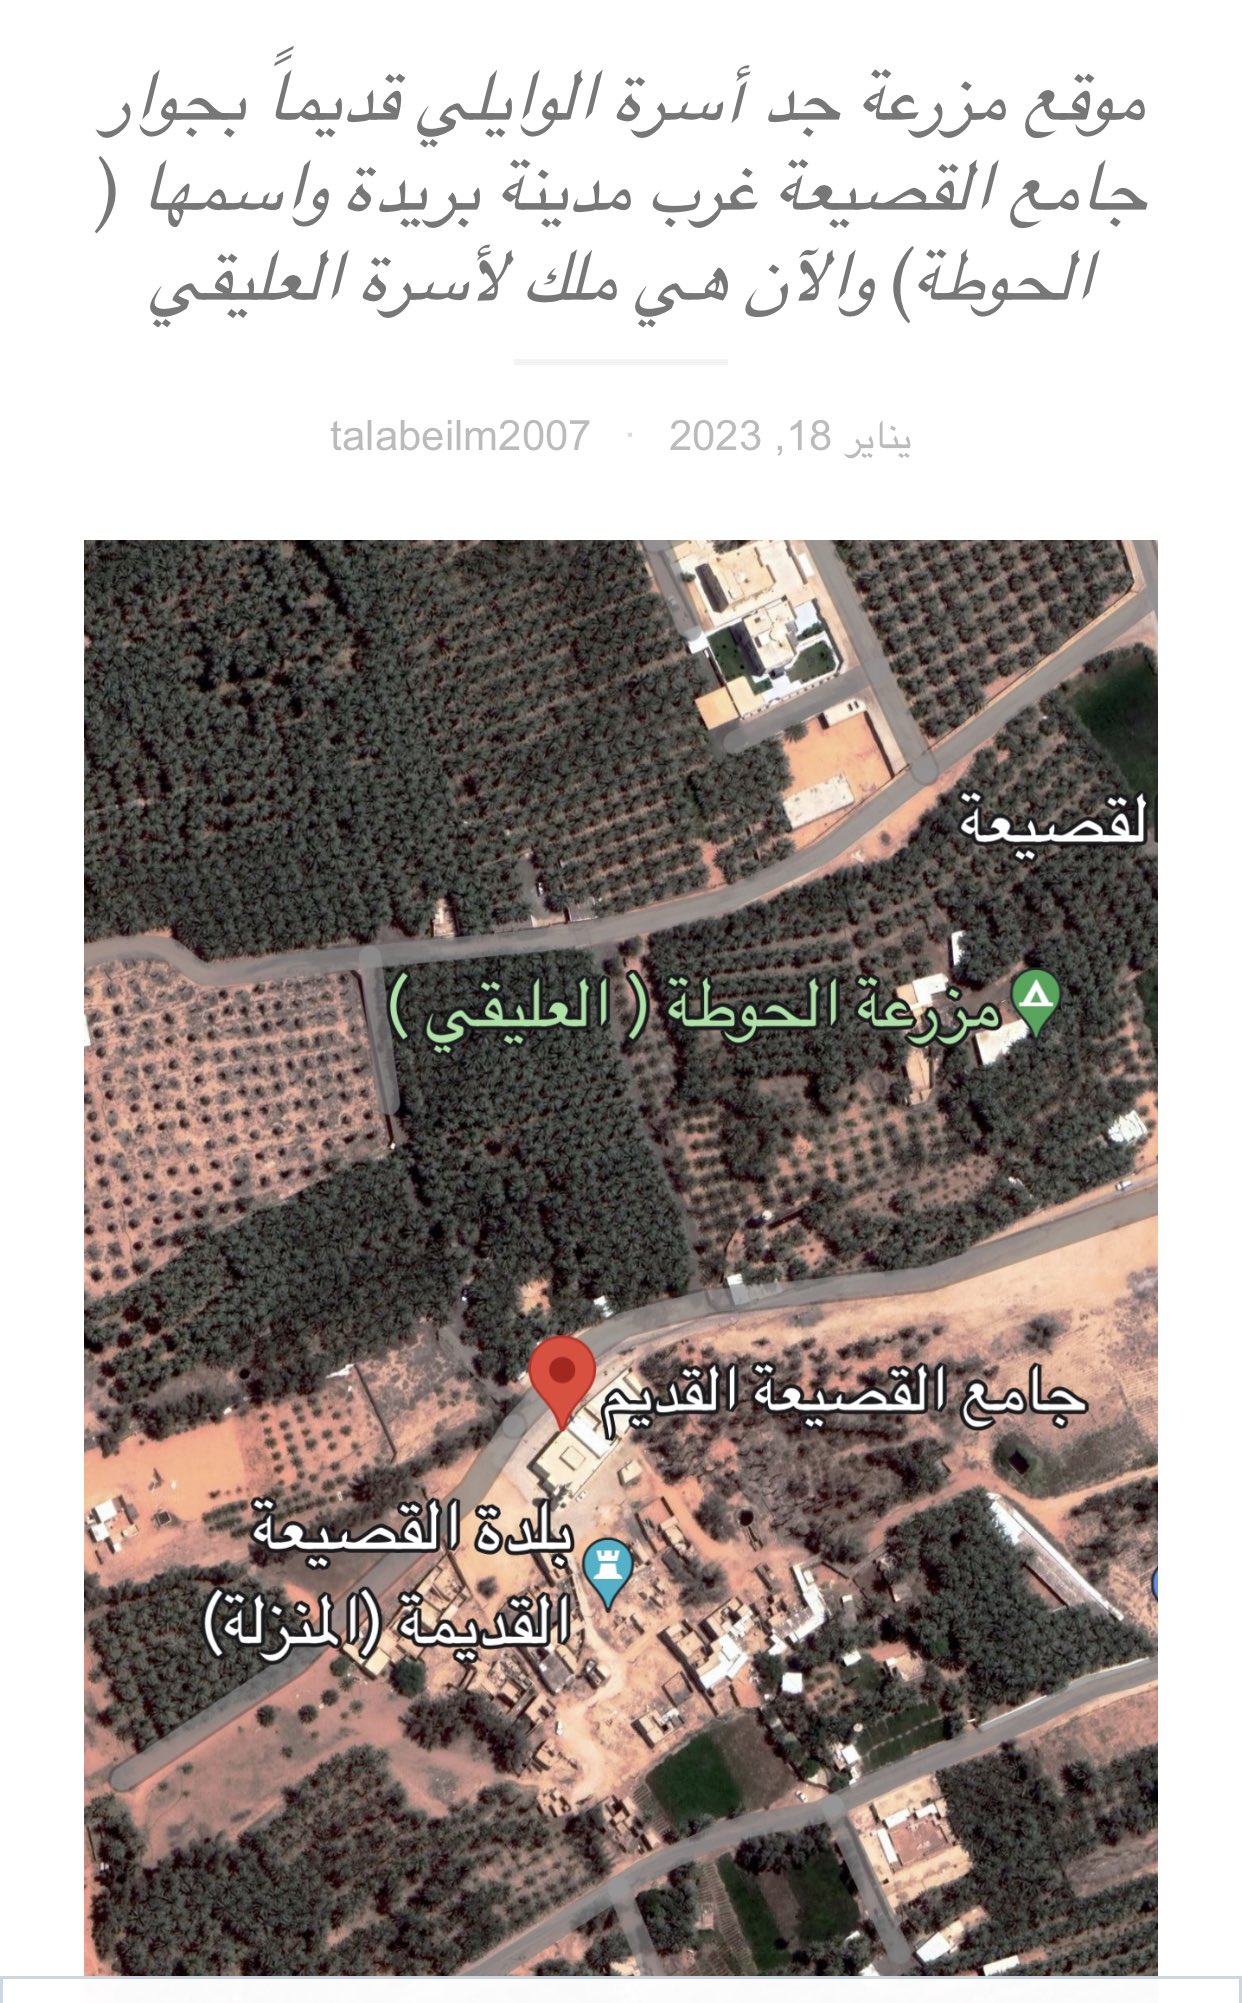 موقع مزرعة جد أسرة الوايلي قديماً بجوار
جامع القصيعة غرب مدينة بريدة واسمها (
الحوطة) والآن هي ملك لأسرة العليقي
يناير 18, 2023 · talabeilm2007
لقصيعة
مزرعة الحوطة ( العليقي )
جامع القصيعة القديم
بلدة القصيعة
القديمة (المنزلة)